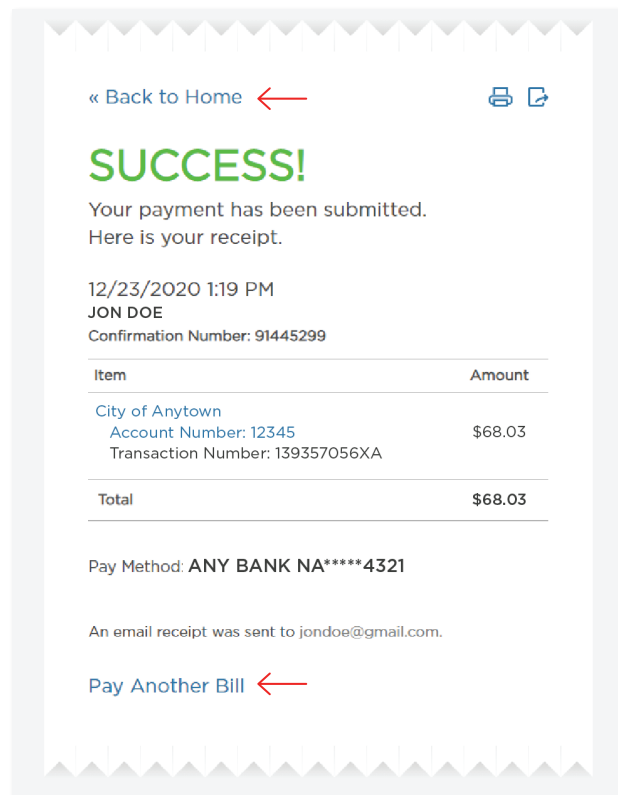 « Back to Home
SUCCESS!
Your payment has been submitted.
Here is your receipt.
12/23/2020 1:19 PM
JON DOE
Confirmation Number: 91445299
Item Amount
City of Anytown
Account Number: 12345 $68.03
Transaction Number: 139357056XA
Total $68.03
Pay Method: ANY BANK NA*****4321
An email receipt was sent to jondoe@gmail.com.
Pay Another Bill